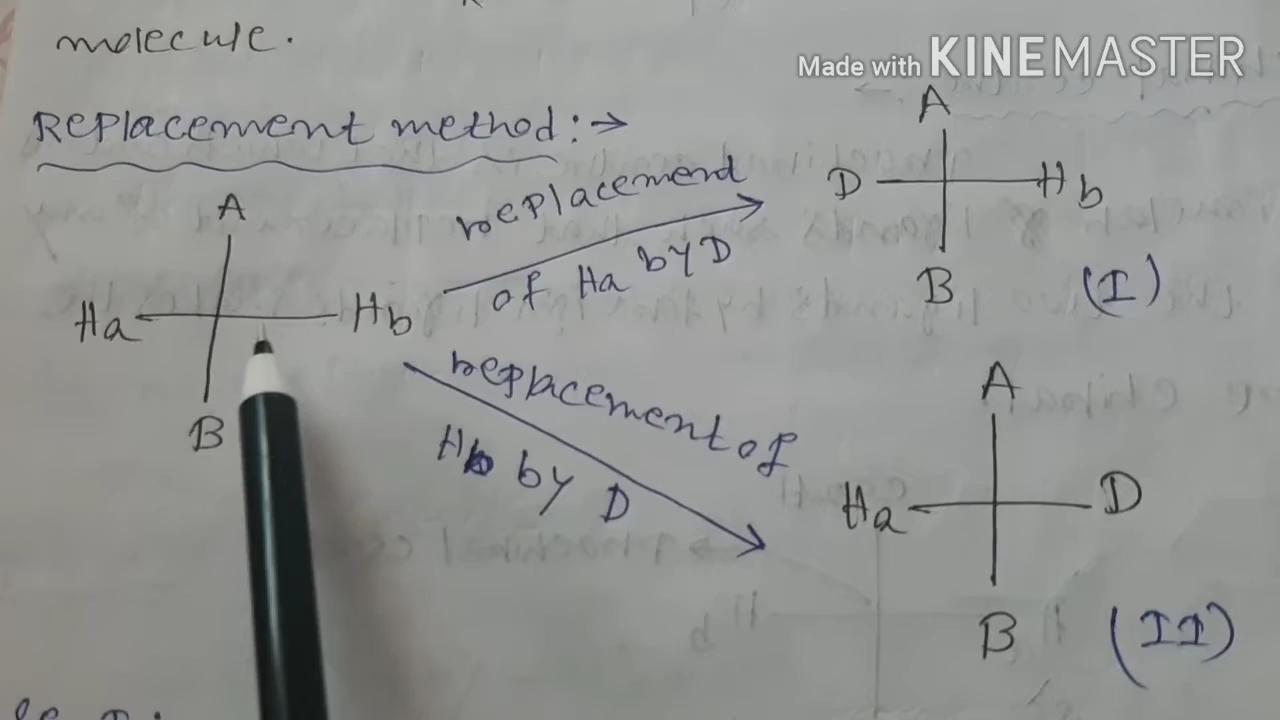 molecule.
Made with KINEMASTER
Replacement method:→
A
Ha Hb
B
replacement
of Ha by D
A
D Hb
B
(I)
replacement of
Hb by D
A
Ha D
B
(II)